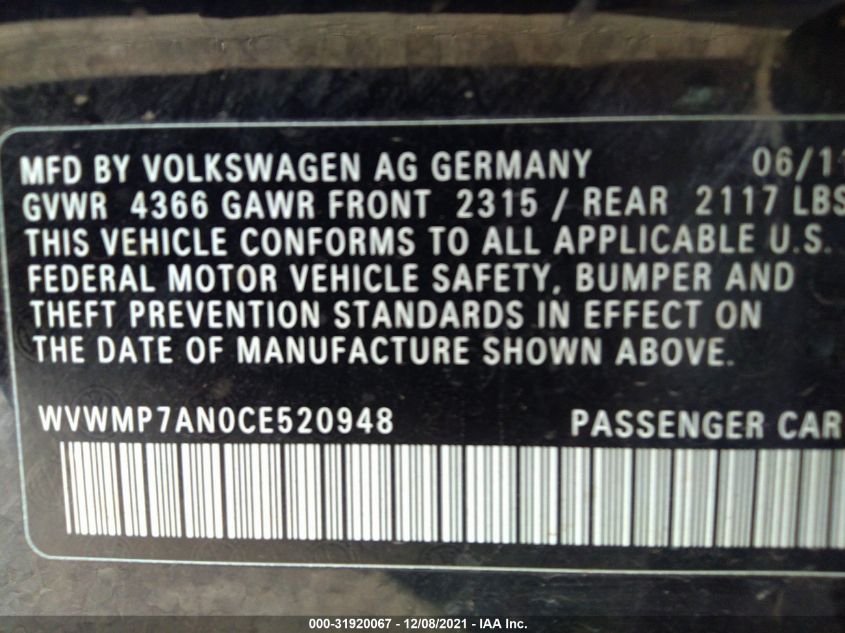 MFD BY VOLKSWAGEN AG GERMANY 06/11
GVWR 4366 GAWR FRONT 2315 / REAR 2117 LBS
THIS VEHICLE CONFORMS TO ALL APPLICABLE U.S.
FEDERAL MOTOR VEHICLE SAFETY, BUMPER AND
THEFT PREVENTION STANDARDS IN EFFECT ON
THE DATE OF MANUFACTURE SHOWN ABOVE.
WVWMP7AN0CE520948 PASSENGER CAR
000-31920067 - 12/08/2021 - IAA Inc.